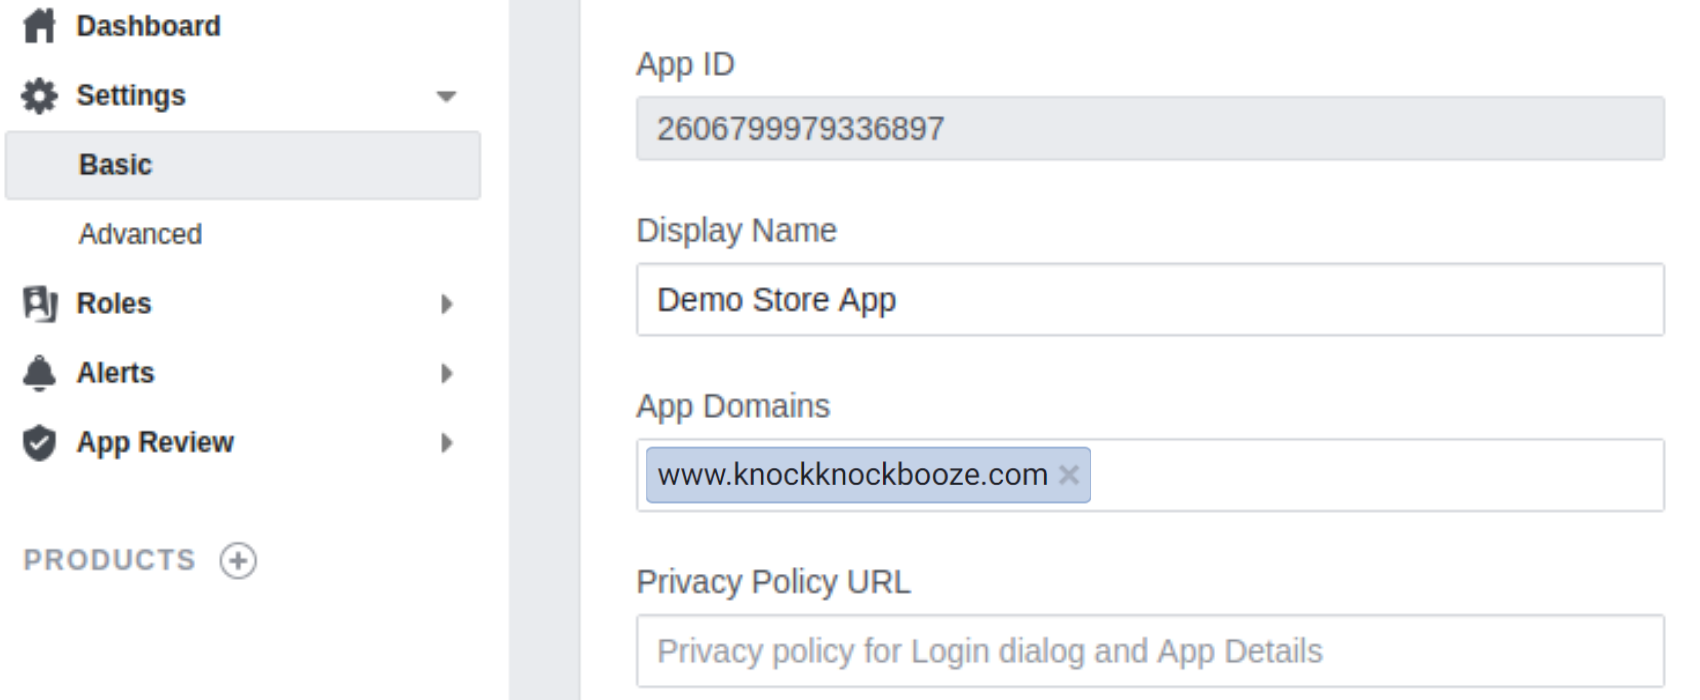 Dashboard
Settings
Basic
Advanced
Roles
Alerts
App Review
PRODUCTS
App ID
2606799979336897
Display Name
Demo Store App
App Domains
www.knockknockbooze.com
Privacy Policy URL
Privacy policy for Login dialog and App Details